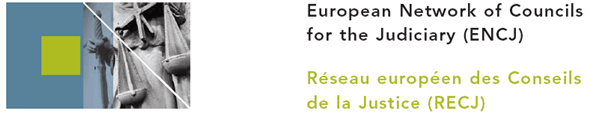 European Network of Councils
for the Judiciary (ENCJ)
Réseau européen des Conseils
de la Justice (RECJ)